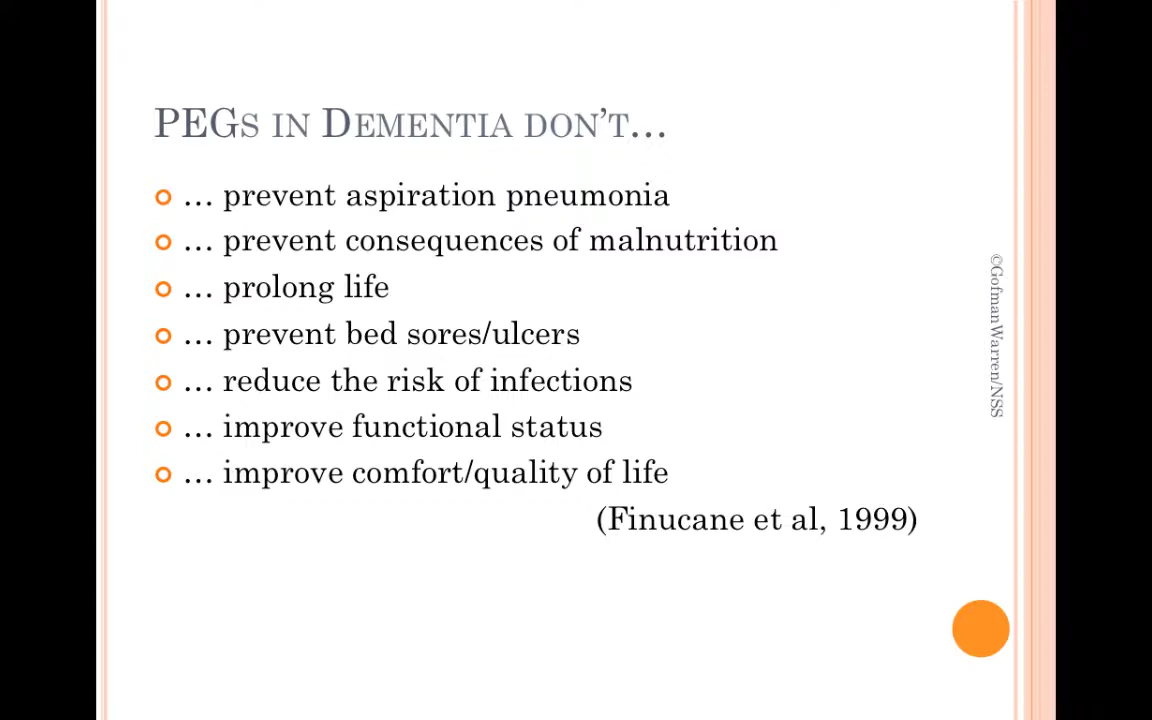 PEGs in Dementia don't…
… prevent aspiration pneumonia
… prevent consequences of malnutrition
… prolong life
… prevent bed sores/ulcers
… reduce the risk of infections
… improve functional status
… improve comfort/quality of life
(Finucane et al, 1999)
©GofmanWarren/NSS